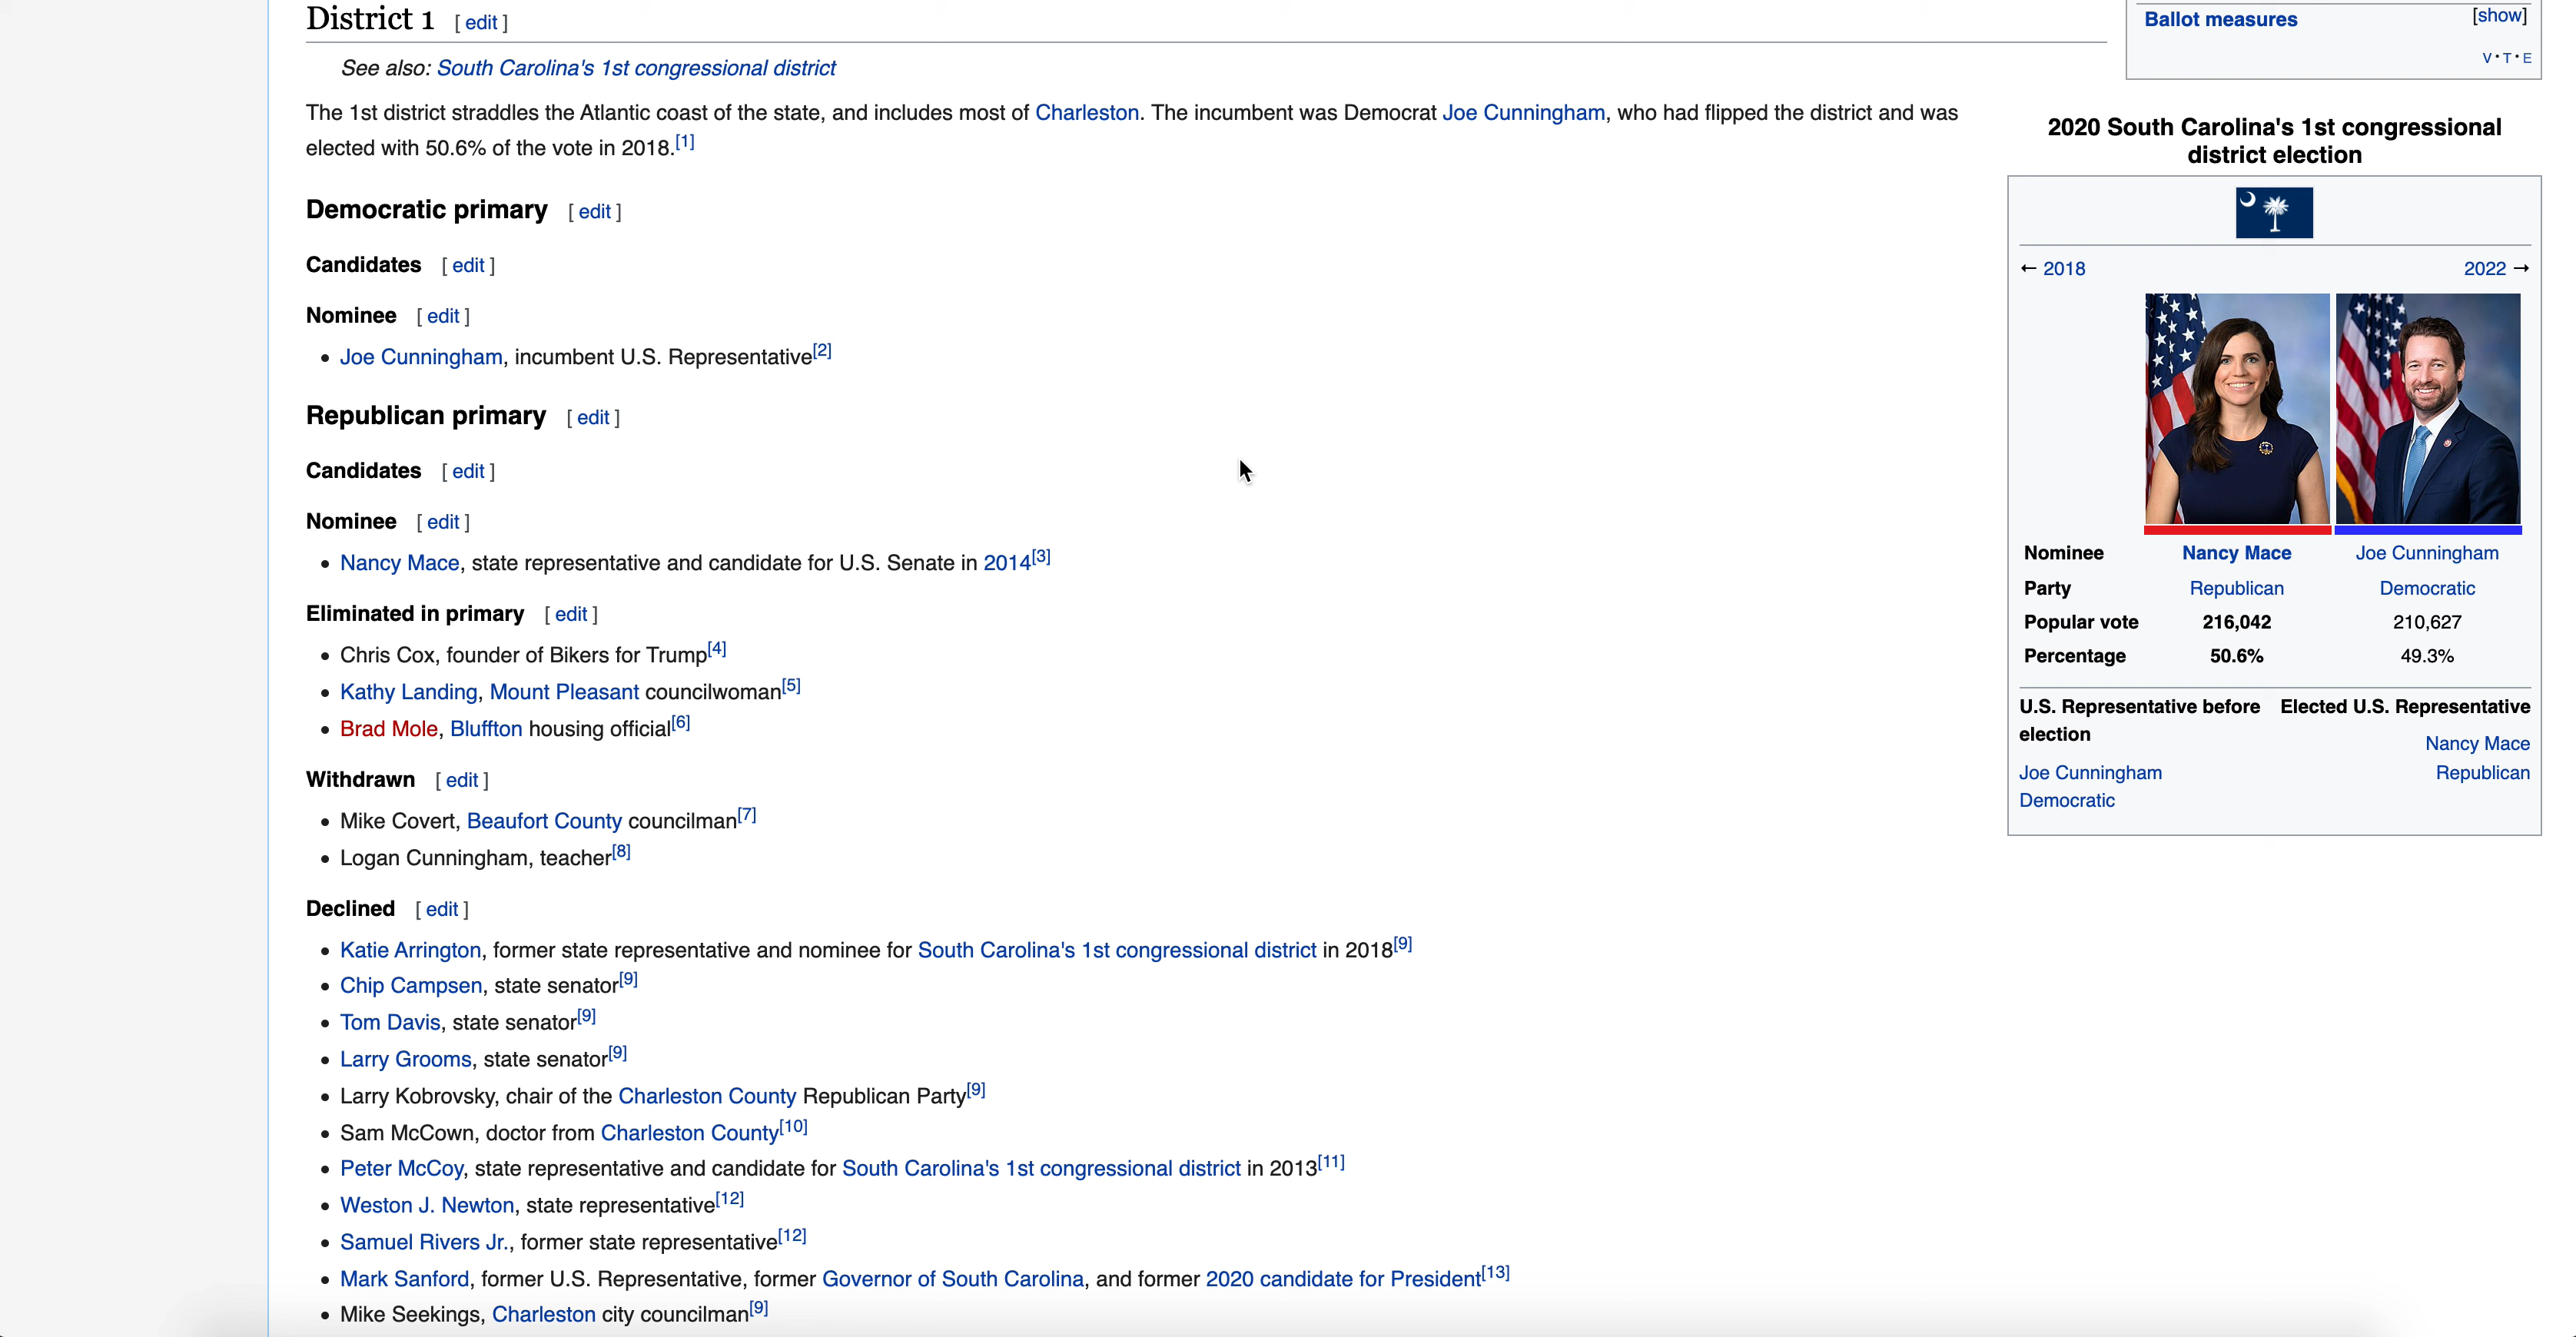 District 1 [ edit ]
See also: South Carolina's 1st congressional district
The 1st district straddles the Atlantic coast of the state, and includes most of Charleston. The incumbent was Democrat Joe Cunningham, who had flipped the district and was
elected with 50.6% of the vote in 2018.[1]
Democratic primary [ edit ]
Candidates [ edit ]
Nominee [ edit ]
• Joe Cunningham, incumbent U.S. Representative[2]
Republican primary [ edit ]
Candidates [ edit ]
Nominee [ edit ]
• Nancy Mace, state representative and candidate for U.S. Senate in 2014[3]
Eliminated in primary [ edit ]
• Chris Cox, founder of Bikers for Trump[4]
• Kathy Landing, Mount Pleasant councilwoman[5]
• Brad Mole, Bluffton housing official[6]
Withdrawn [ edit ]
• Mike Covert, Beaufort County councilman[7]
• Logan Cunningham, teacher[8]
Declined [ edit ]
• Katie Arrington, former state representative and nominee for South Carolina's 1st congressional district in 2018[9]
• Chip Campsen, state senator[9]
• Tom Davis, state senator[9]
• Larry Grooms, state senator[9]
• Larry Kobrovsky, chair of the Charleston County Republican Party[9]
• Sam McCown, doctor from Charleston County[10]
• Peter McCoy, state representative and candidate for South Carolina's 1st congressional district in 2013[11]
• Weston J. Newton, state representative[12]
• Samuel Rivers Jr., former state representative[12]
• Mark Sanford, former U.S. Representative, former Governor of South Carolina, and former 2020 candidate for President[13]
• Mike Seekings, Charleston city councilman[9]
Ballot measures [show]
V · T · E
2020 South Carolina's 1st congressional
district election
← 2018 2022 →
Nominee Nancy Mace Joe Cunningham
Party Republican Democratic
Popular vote 216,042 210,627
Percentage 50.6% 49.3%
U.S. Representative before
election
Joe Cunningham
Democratic
Elected U.S. Representative
Nancy Mace
Republican